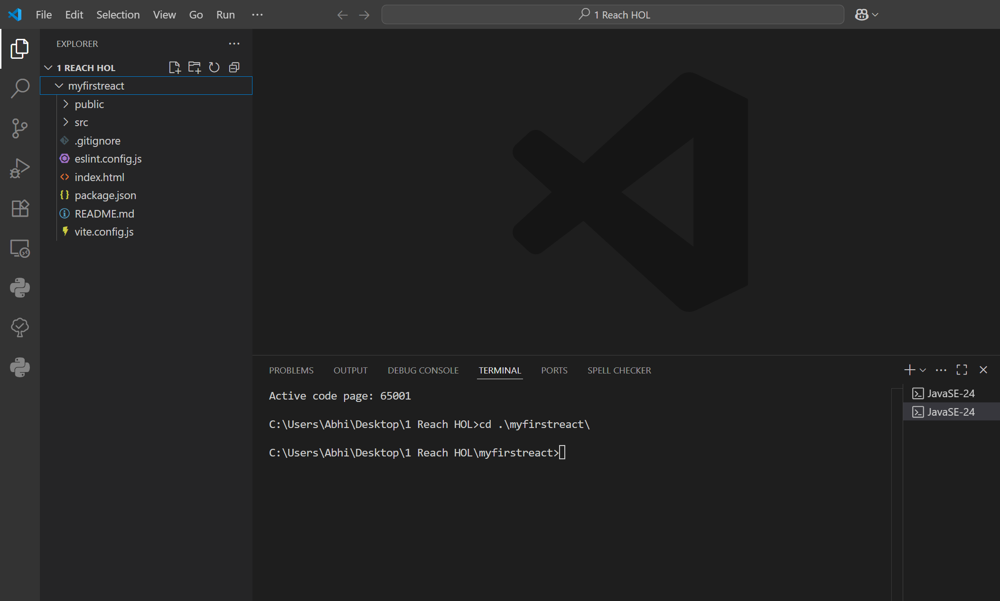 File Edit Selection View Go Run ···
1 Reach HOL
EXPLORER
1 REACH HOL
myfirstreact
public
src
.gitignore
eslint.config.js
index.html
package.json
README.md
vite.config.js
PROBLEMS OUTPUT DEBUG CONSOLE TERMINAL PORTS SPELL CHECKER
Active code page: 65001
C:\Users\Abhi\Desktop\1 Reach HOL>cd .\myfirstreact\
C:\Users\Abhi\Desktop\1 Reach HOL\myfirstreact>
JavaSE-24
JavaSE-24